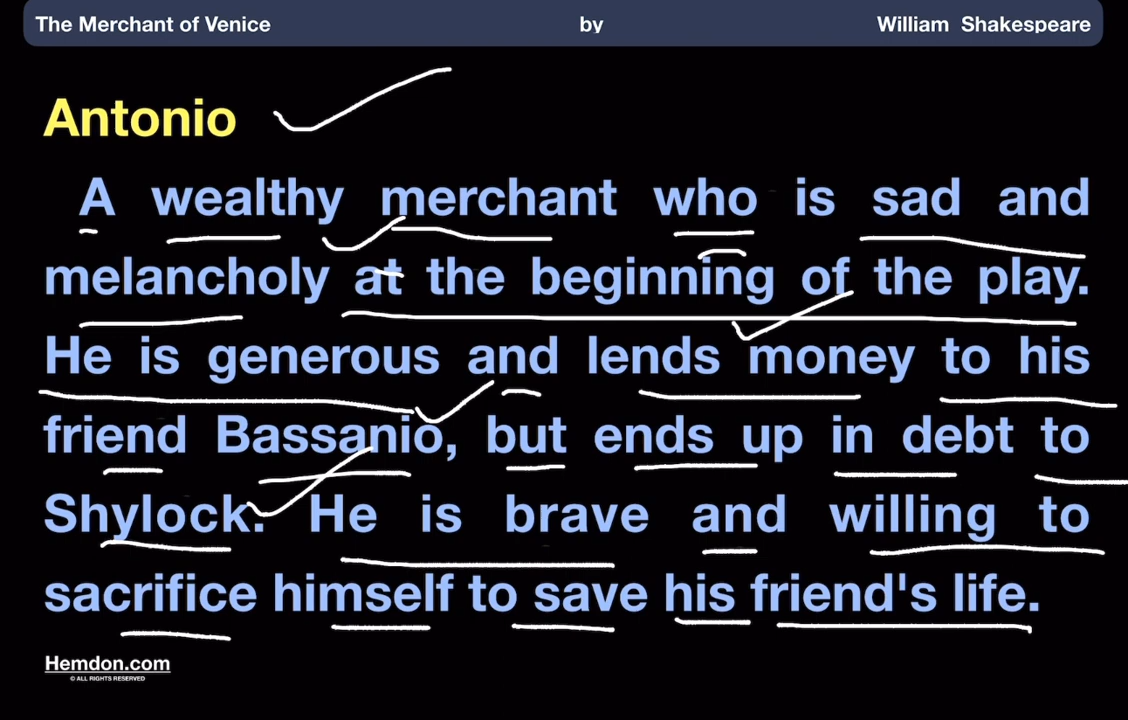 The Merchant of Venice by William Shakespeare
Antonio
A wealthy merchant who is sad and
melancholy at the beginning of the play.
He is generous and lends money to his
friend Bassanio, but ends up in debt to
Shylock. He is brave and willing to
sacrifice himself to save his friend's life.
Hemdon.com
© ALL RIGHTS RESERVED